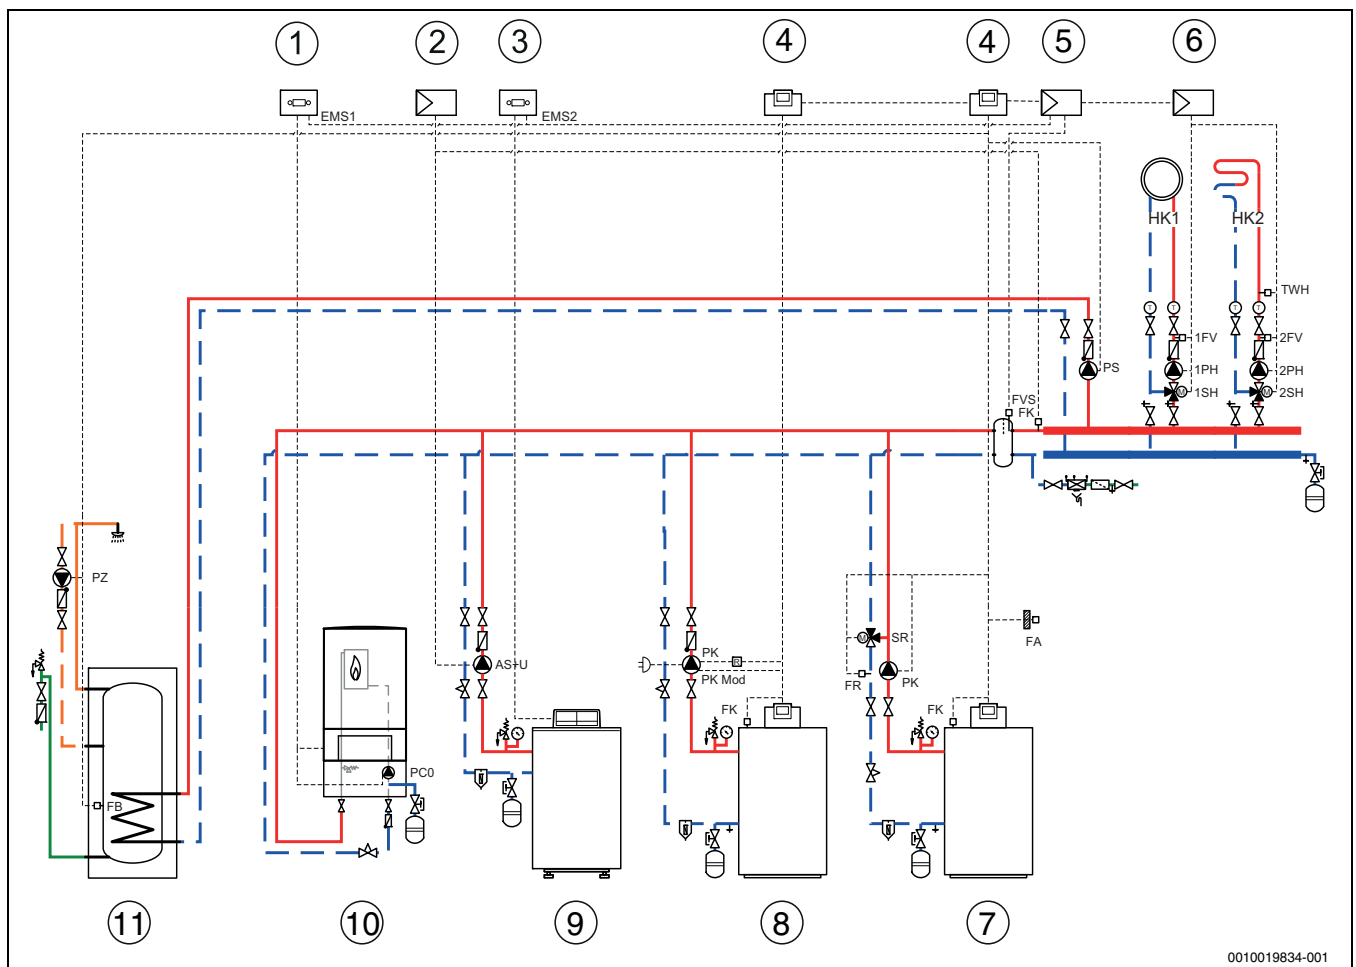 1 2 3 4 4 5 6
EMS1 EMS2
HK1 HK2
TWH
1FV 2FV
PS 1PH 2PH
M 1SH M 2SH
FVS
FK
T T T T
PZ
M SR
FA
AS+U
PK
R
PK Mod
FR PK
FK FK
PC0
FB
11 10 9 8 7
0010019834-001